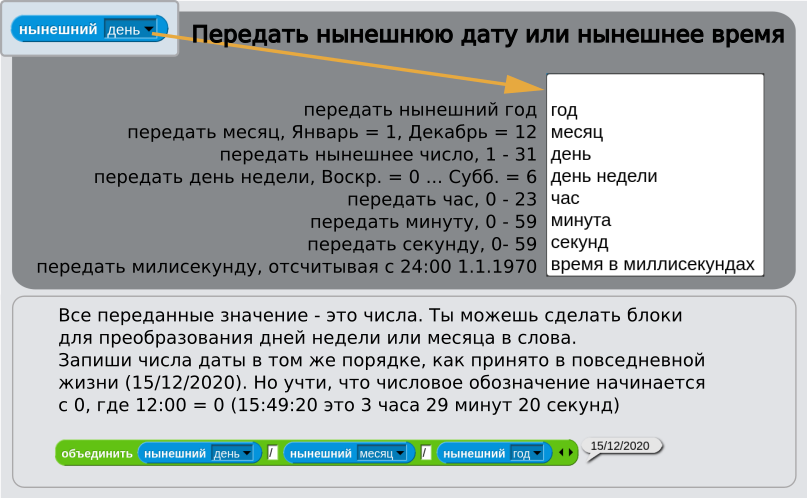 нынешний день
Передать нынешнюю дату или нынешнее время
передать нынешний год год
передать месяц, Январь = 1, Декабрь = 12 месяц
передать нынешнее число, 1 - 31 день
передать день недели, Воскр. = 0 ... Субб. = 6 день недели
передать час, 0 - 23 час
передать минуту, 0 - 59 минута
передать секунду, 0- 59 секунд
передать милисекунду, отсчитывая с 24:00 1.1.1970 время в миллисекундах
Все переданные значение - это числа. Ты можешь сделать блоки
для преобразования дней недели или месяца в слова.
Запиши числа даты в том же порядке, как принято в повседневной
жизни (15/12/2020). Но учти, что числовое обозначение начинается
с 0, где 12:00 = 0 (15:49:20 это 3 часа 29 минут 20 секунд)
объединить нынешний день / нынешний месяц / нынешний год 15/12/2020